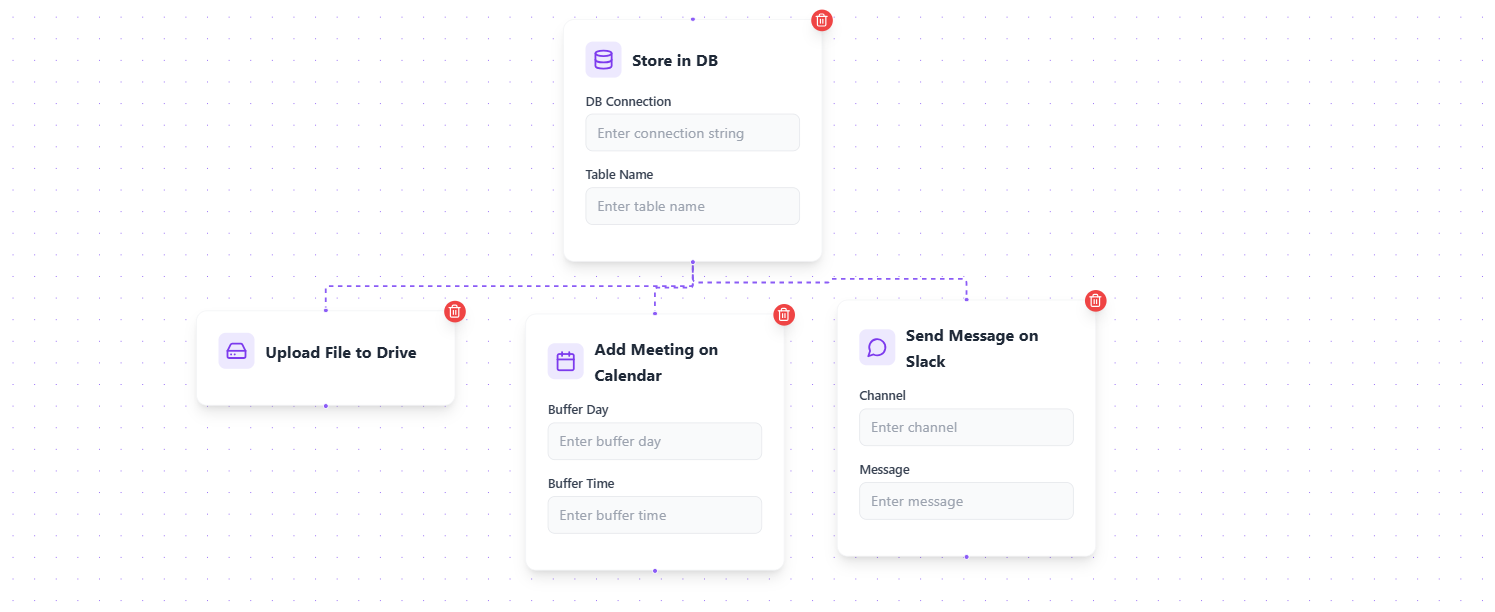 Store in DB
DB Connection
Enter connection string
Table Name
Enter table name
Upload File to Drive
Add Meeting on
Calendar
Buffer Day
Enter buffer day
Buffer Time
Enter buffer time
Send Message on
Slack
Channel
Enter channel
Message
Enter message